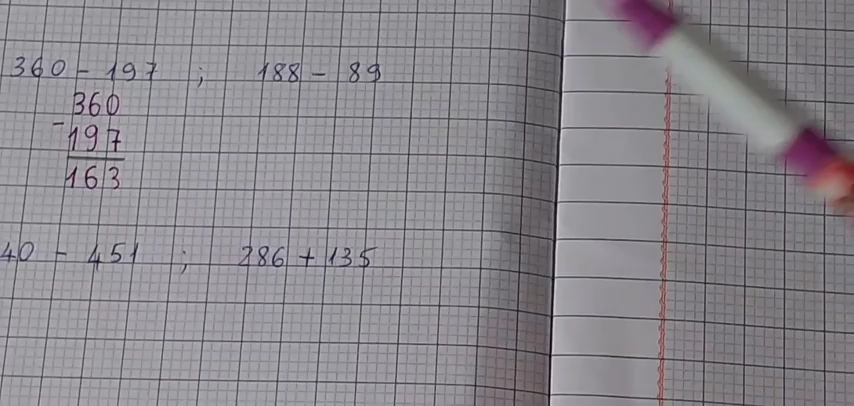 360 - 197 ; 188 - 89
360
- 197
163
40 - 451 ; 286 + 135